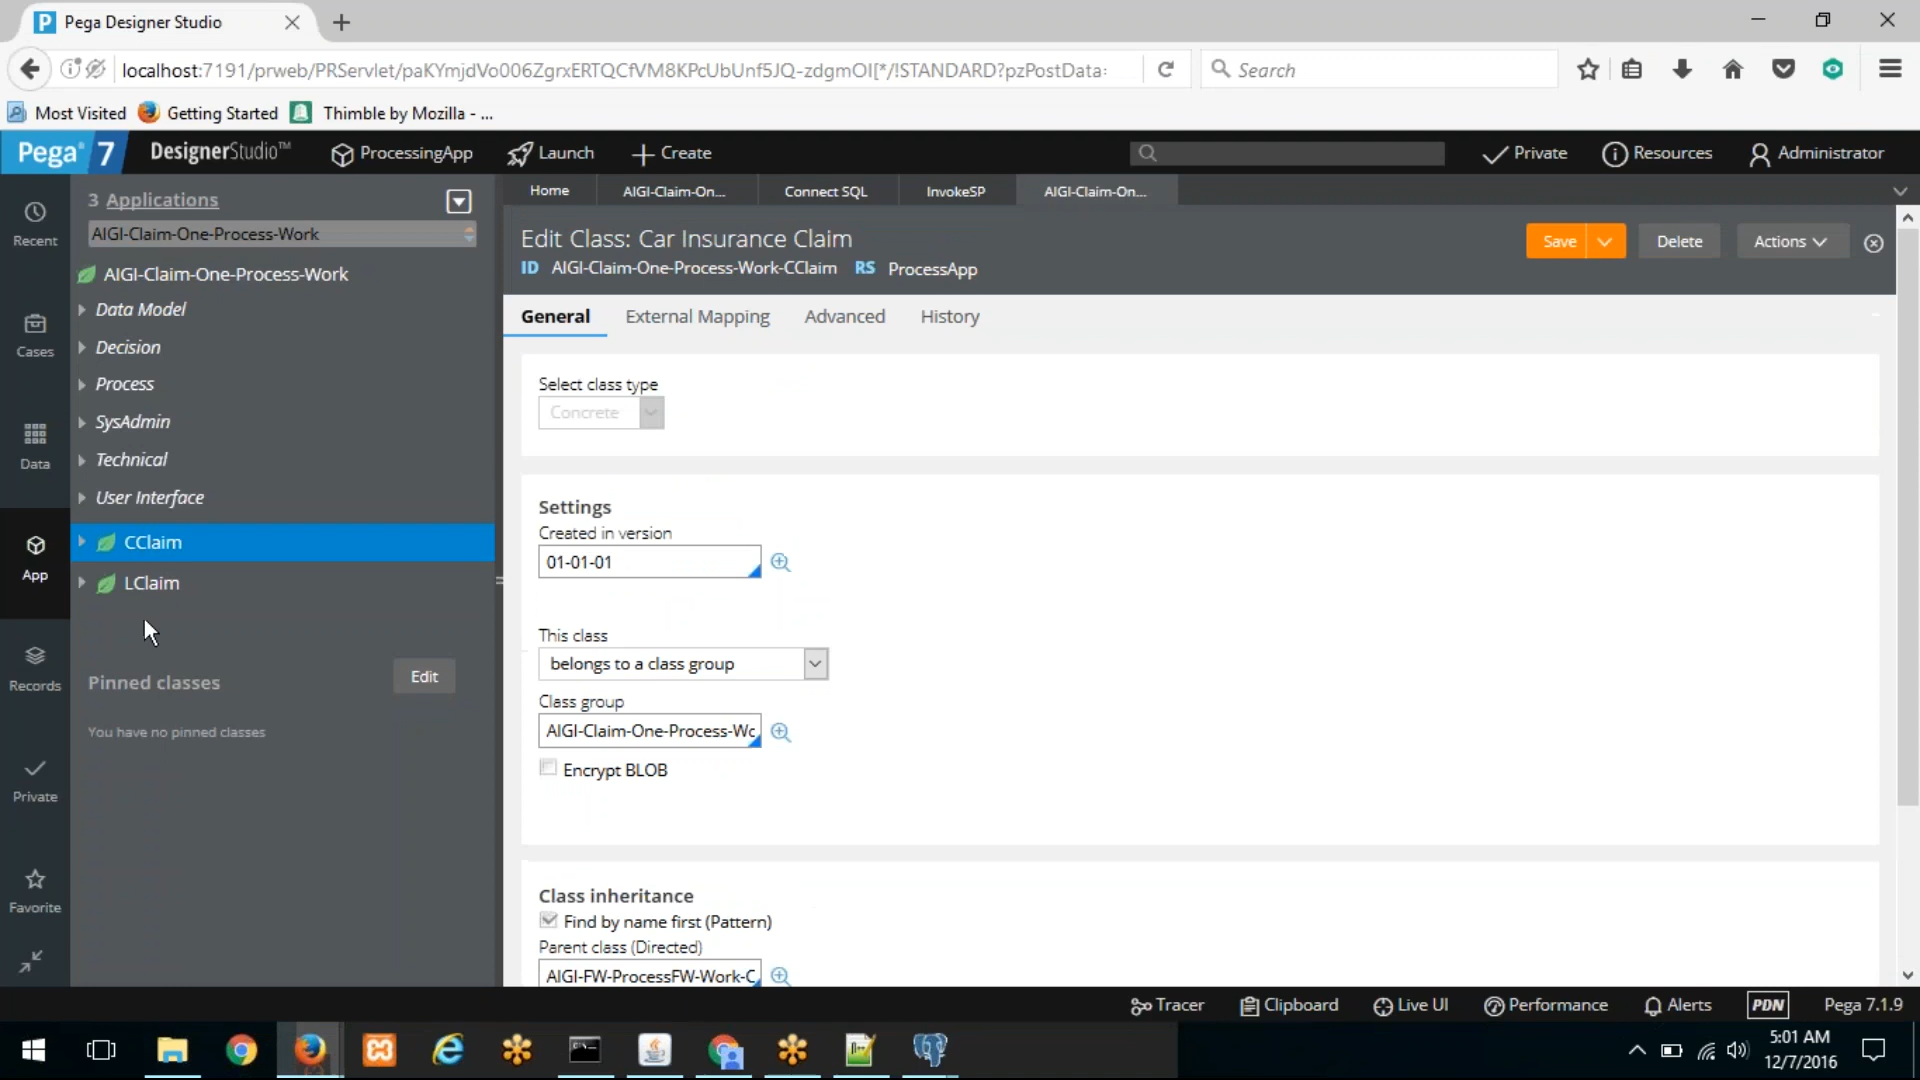 Pega Designer Studio
localhost:7191/prweb/PRServlet/paKYmjdVo006ZgrxERTQCfVM8KPcUbUnf5JQ-zdgmOI[*/!STANDARD?pzPostData:
Search
Most Visited
Getting Started
Thimble by Mozilla - ...
Pega 7
DesignerStudio™
ProcessingApp
Launch
Create
Private
Resources
Administrator
3 Applications
AIGI-Claim-One-Process-Work
AIGI-Claim-One-Process-Work
Data Model
Decision
Process
SysAdmin
Technical
User Interface
CClaim
LClaim
Pinned classes
Edit
You have no pinned classes
Recent
Cases
Data
App
Records
Private
Favorite
Home
AIGI-Claim-On...
Connect SQL
InvokeSP
AIGI-Claim-On...
Edit Class: Car Insurance Claim
ID AIGI-Claim-One-Process-Work-CClaim RS ProcessApp
Save
Delete
Actions
General
External Mapping
Advanced
History
Select class type
Concrete
Settings
Created in version
01-01-01
This class
belongs to a class group
Class group
AIGI-Claim-One-Process-Wc
Encrypt BLOB
Class inheritance
Find by name first (Pattern)
Parent class (Directed)
AIGI-FW-ProcessFW-Work-C
Tracer
Clipboard
Live UI
Performance
Alerts
PDN
Pega 7.1.9
5:01 AM
12/7/2016